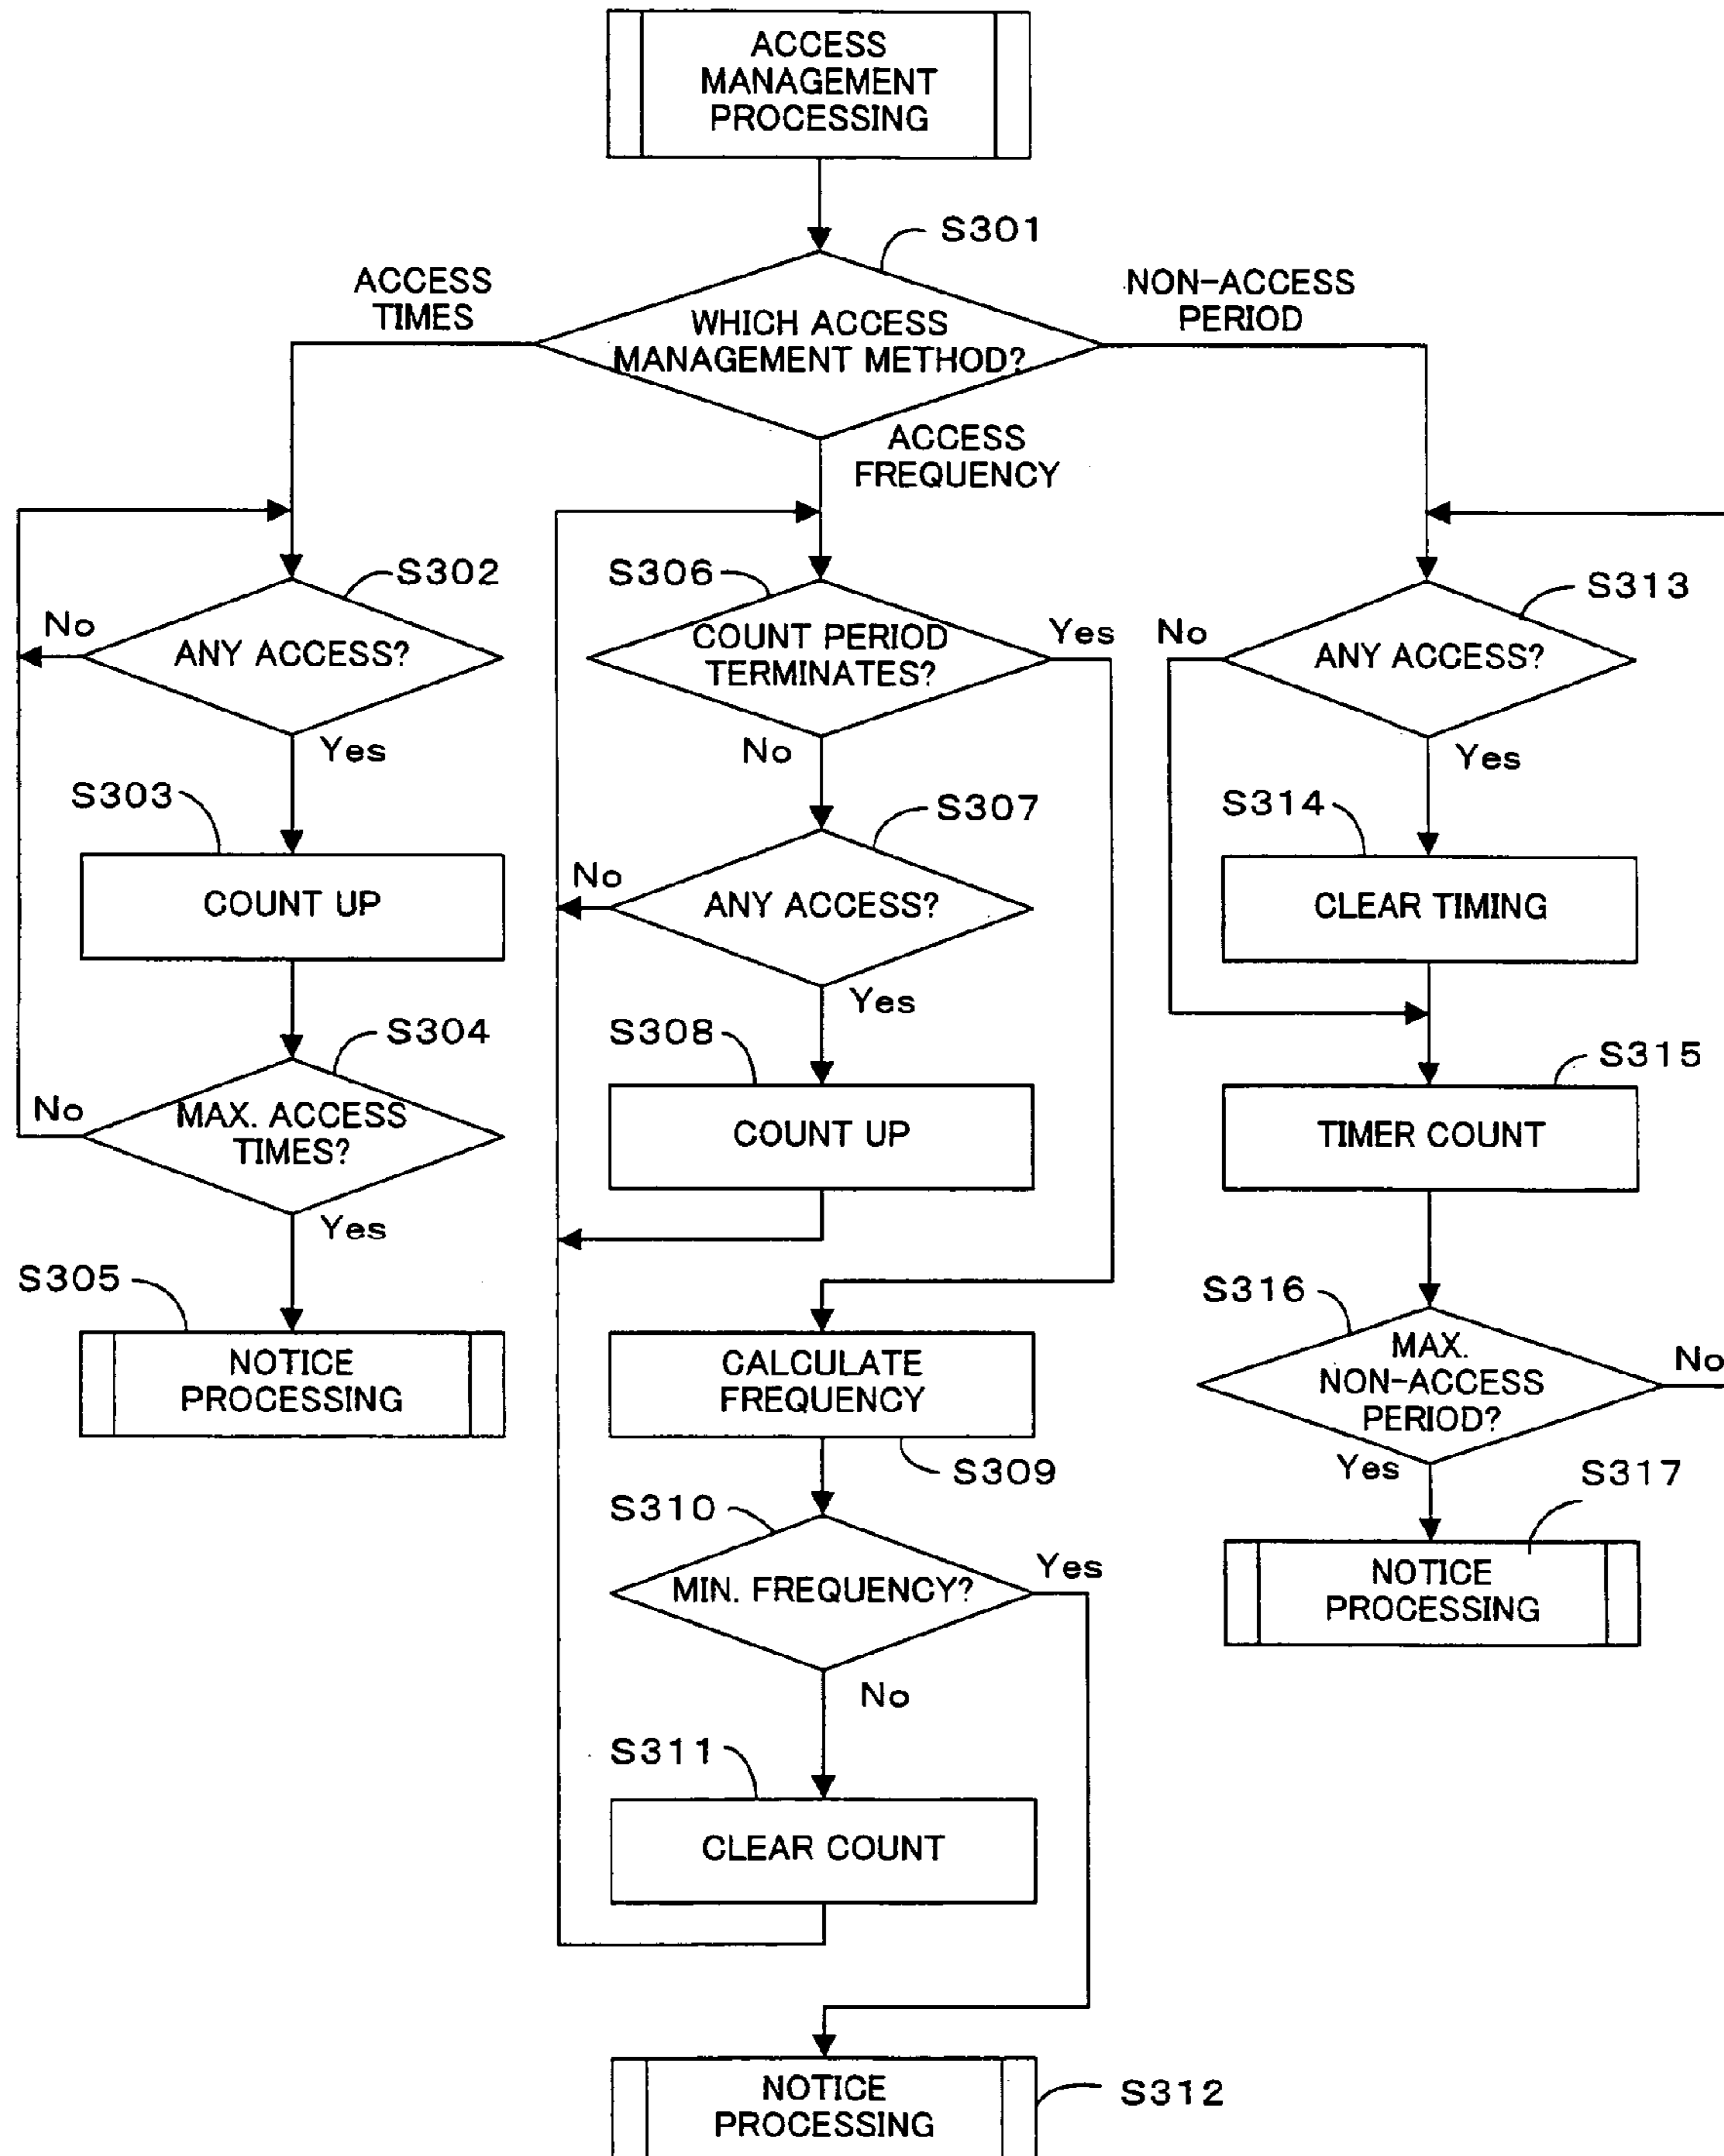 ACCESS
MANAGEMENT
PROCESSING
S301
ACCESS
TIMES
NON-ACCESS
PERIOD
WHICH ACCESS
MANAGEMENT METHOD?
ACCESS
FREQUENCY
S302
No
ANY ACCESS?
Yes
S303
COUNT UP
S304
No
MAX. ACCESS
TIMES?
Yes
S305
NOTICE
PROCESSING
S306
COUNT PERIOD
TERMINATES?
Yes
No
S307
No
ANY ACCESS?
Yes
S308
COUNT UP
CALCULATE
FREQUENCY
S309
S310
MIN. FREQUENCY?
Yes
No
S311
CLEAR COUNT
NOTICE
PROCESSING
S312
S313
No
ANY ACCESS?
Yes
S314
CLEAR TIMING
S315
TIMER COUNT
S316
MAX.
NON-ACCESS
PERIOD?
No
Yes
S317
NOTICE
PROCESSING